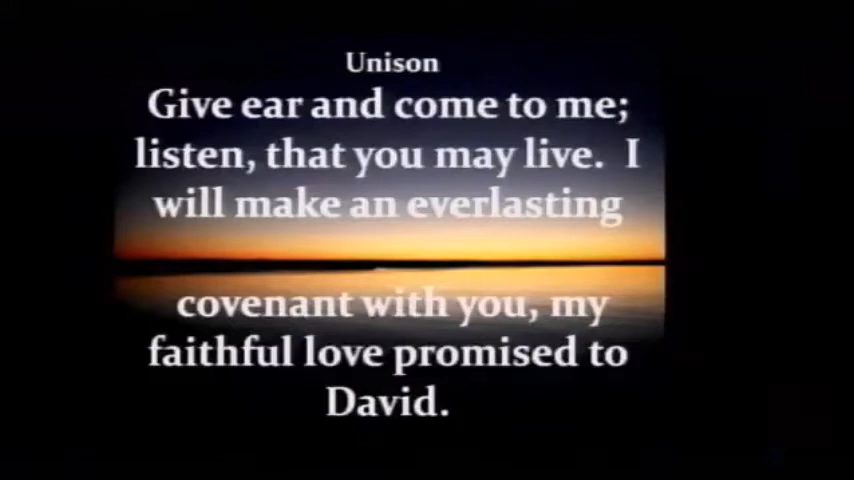 Unison
Give ear and come to me;
listen, that you may live.  I
will make an everlasting
covenant with you, my
faithful love promised to
David.